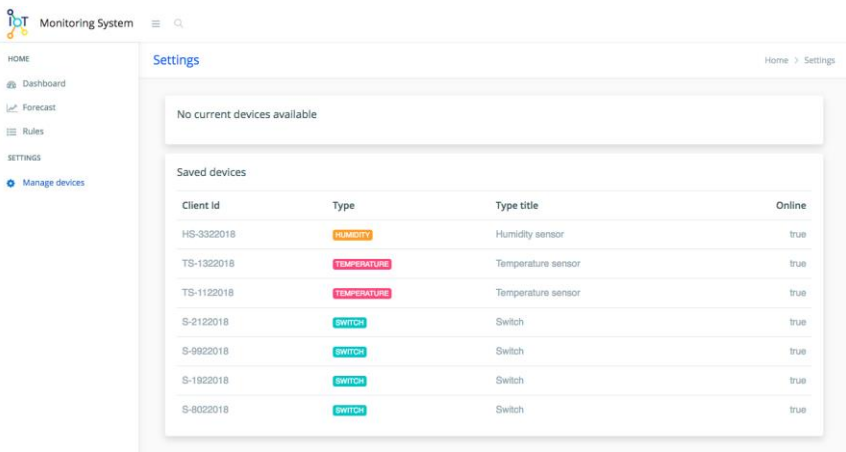 IoT Monitoring System
Settings
Home > Settings
HOME
Dashboard
Forecast
Rules
SETTINGS
Manage devices
No current devices available
Saved devices
Client Id Type Type title Online
HS-3322018 HUMIDITY Humidity sensor true
TS-1322018 TEMPERATURE Temperature sensor true
TS-1122018 TEMPERATURE Temperature sensor true
S-2122018 SWITCH Switch true
S-9922018 SWITCH Switch true
S-1922018 SWITCH Switch true
S-8022018 SWITCH Switch true